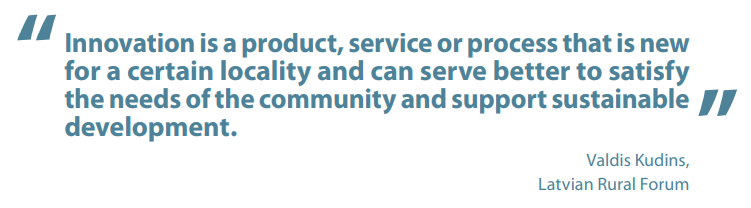 “Innovation is a product, service or process that is new
for a certain locality and can serve better to satisfy
the needs of the community and support sustainable
development.”
Valdis Kudins,
Latvian Rural Forum